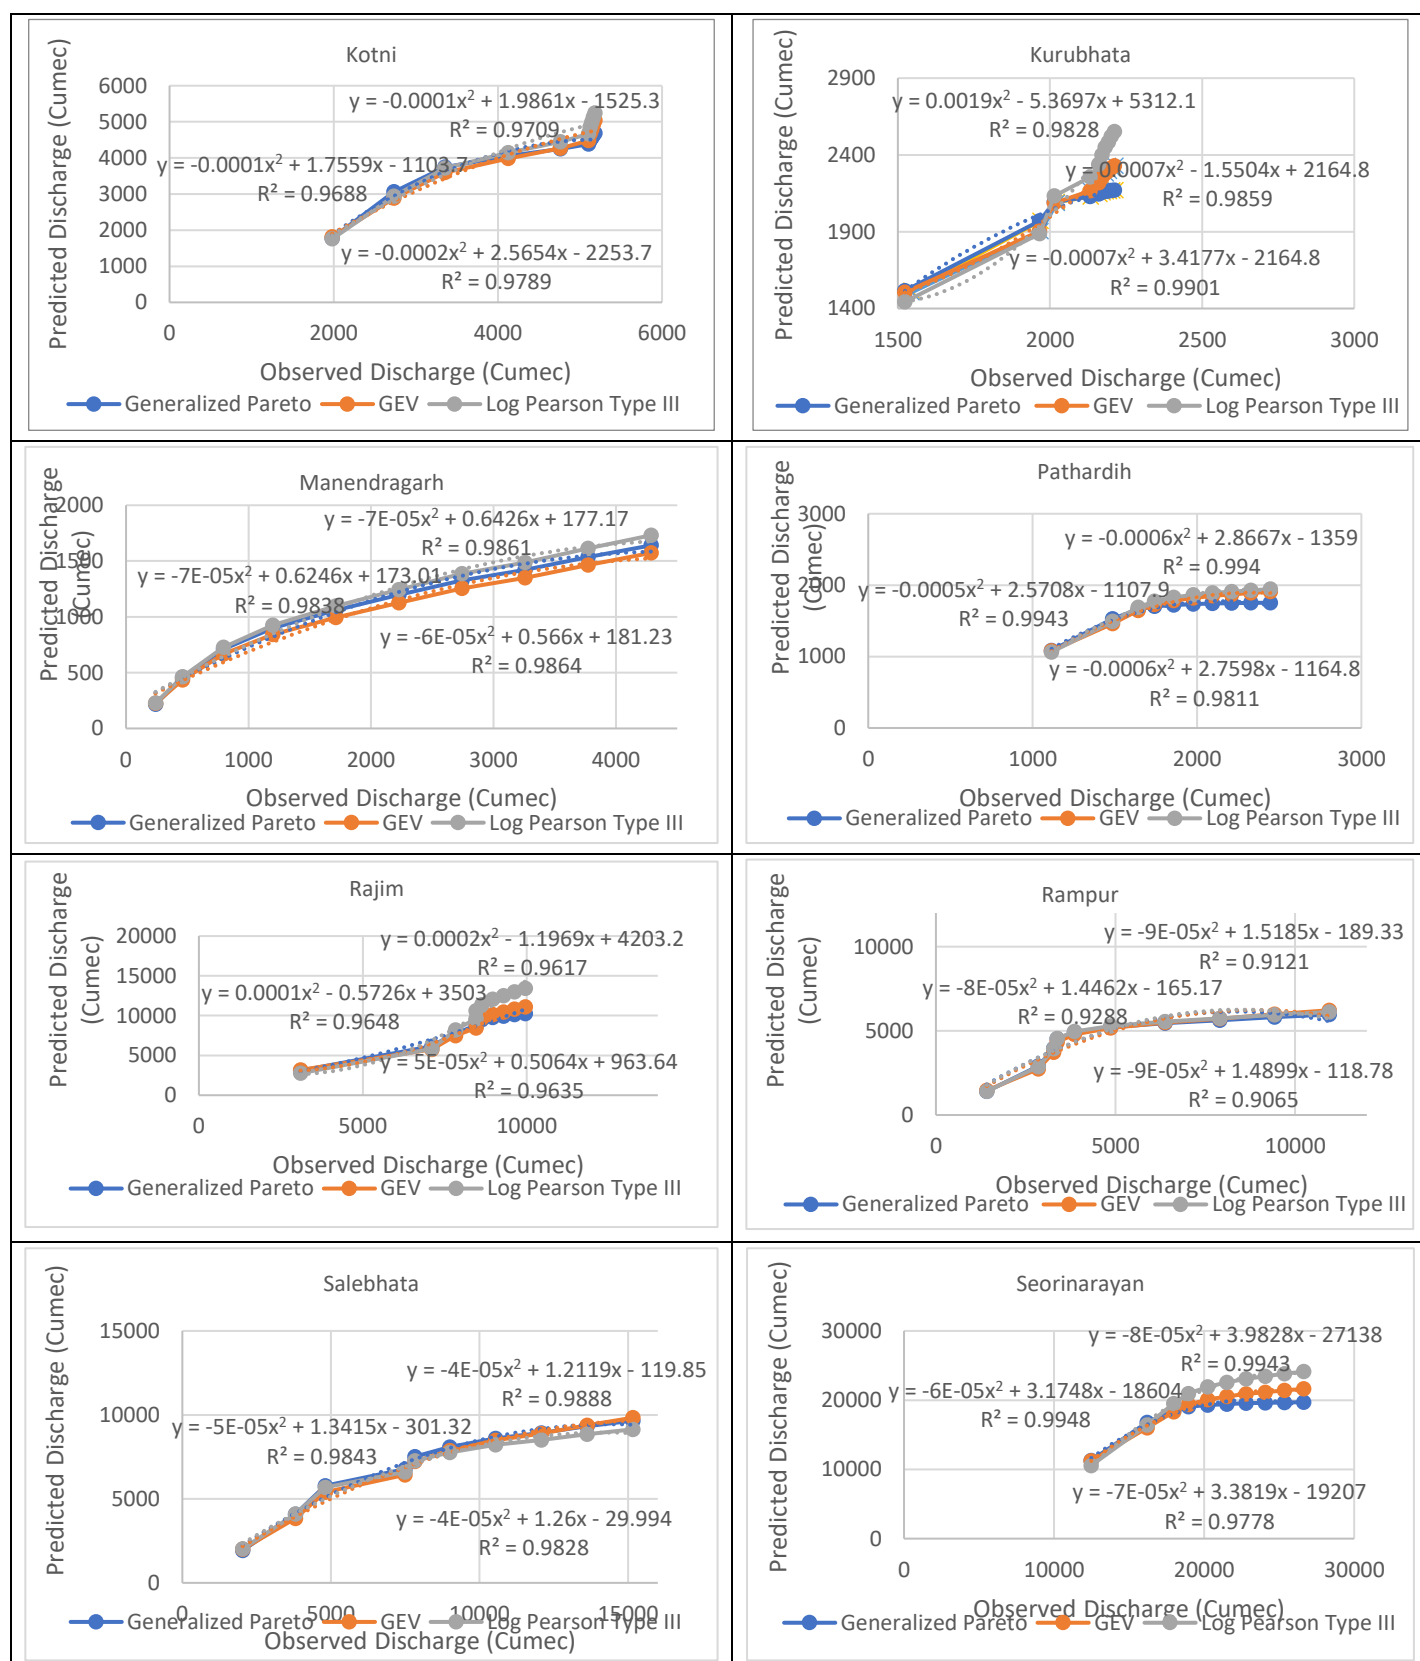 Kotni
Predicted Discharge (Cumec)
6000
5000
4000
3000
2000
1000
0
y = -0.0001x² + 1.9861x - 1525.3
R² = 0.9709
y = -0.0001x² + 1.7559x - 1103.7
R² = 0.9688
y = -0.0002x² + 2.5654x - 2253.7
R² = 0.9789
0 2000 4000 6000
Observed Discharge (Cumec)
Generalized Pareto GEV Log Pearson Type III
Kurubhata
Predicted Discharge (Cumec)
2900
2400
1900
1400
y = 0.0019x² - 5.3697x + 5312.1
R² = 0.9828
y = 0.0007x² - 1.5504x + 2164.8
R² = 0.9859
y = -0.0007x² + 3.4177x - 2164.8
R² = 0.9901
1500 2000 2500 3000
Observed Discharge (Cumec)
Generalized Pareto GEV Log Pearson Type III
Manendragarh
Predicted Discharge
(Cumec)
2000
1500
1000
500
0
y = -7E-05x² + 0.6426x + 177.17
R² = 0.9861
y = -7E-05x² + 0.6246x + 173.01
R² = 0.9838
y = -6E-05x² + 0.566x + 181.23
R² = 0.9864
0 1000 2000 3000 4000
Observed Discharge (Cumec)
Generalized Pareto GEV Log Pearson Type III
Pathardih
Predicted Discharge
(Cumec)
3000
2000
1000
0
y = -0.0006x² + 2.8667x - 1359
R² = 0.994
y = -0.0005x² + 2.5708x - 1107.9
R² = 0.9943
y = -0.0006x² + 2.7598x - 1164.8
R² = 0.9811
0 1000 2000 3000
Observed Discharge (Cumec)
Generalized Pareto GEV Log Pearson Type III
Rajim
Predicted Discharge
(Cumec)
20000
15000
10000
5000
0
y = 0.0002x² - 1.1969x + 4203.2
R² = 0.9617
y = 0.0001x² - 0.5726x + 3503
R² = 0.9648
y = 5E-05x² + 0.5064x + 963.64
R² = 0.9635
0 5000 10000
Observed Discharge (Cumec)
Generalized Pareto GEV Log Pearson Type III
Rampur
Predicted Discharge
(Cumec)
10000
5000
0
y = -9E-05x² + 1.5185x - 189.33
R² = 0.9121
y = -8E-05x² + 1.4462x - 165.17
R² = 0.9288
y = -9E-05x² + 1.4899x - 118.78
R² = 0.9065
0 5000 10000
Observed Discharge (Cumec)
Generalized Pareto GEV Log Pearson Type III
Salebhata
Predicted Discharge (Cumec)
15000
10000
5000
0
y = -4E-05x² + 1.2119x - 119.85
R² = 0.9888
y = -5E-05x² + 1.3415x - 301.32
R² = 0.9843
y = -4E-05x² + 1.26x - 29.994
R² = 0.9828
0 5000 10000 15000
Generalized Pareto GEV Log Pearson Type III
Observed Discharge (Cumec)
Seorinarayan
Predicted Discharge (Cumec)
30000
20000
10000
0
y = -8E-05x² + 3.9828x - 27138
R² = 0.9943
y = -6E-05x² + 3.1748x - 18604
R² = 0.9948
y = -7E-05x² + 3.3819x - 19207
R² = 0.9778
0 10000 20000 30000
Observed Discharge (Cumec)
Generalized Pareto GEV Log Pearson Type III